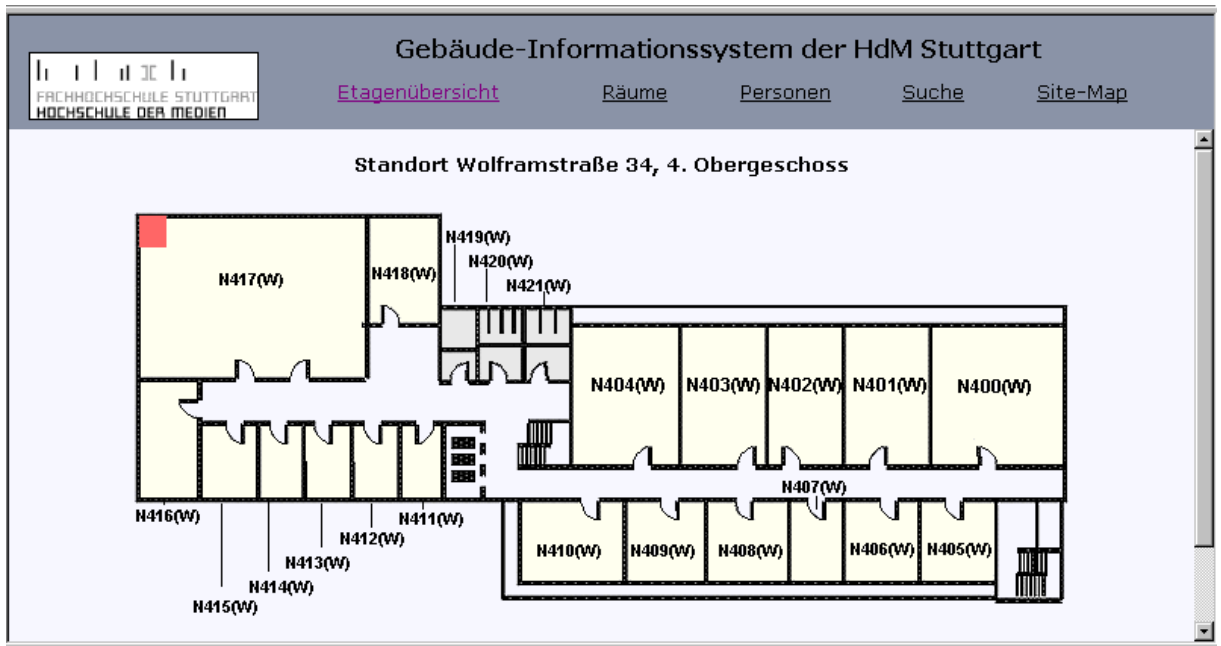 Gebäude-Informationssystem der HdM Stuttgart
FACHHOCHSCHULE STUTTGART
HOCHSCHULE DER MEDIEN
Etagenübersicht Räume Personen Suche Site-Map
Standort Wolframstraße 34, 4. Obergeschoss
N419(W)
N420(W)
N421(W)
N417(W) N418(W)
N404(W) N403(W) N402(W) N401(W) N400(W)
N407(W)
N416(W) N411(W)
N412(W)
N410(W) N409(W) N408(W) N406(W) N405(W)
N413(W)
N414(W)
N415(W)